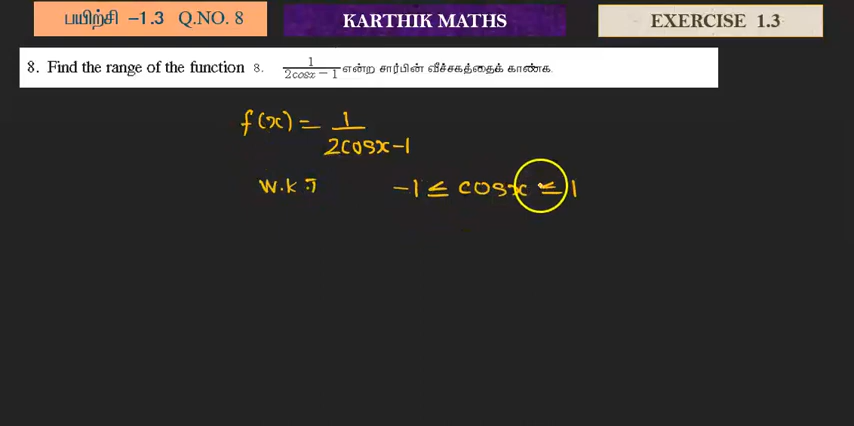 பயிற்சி -1.3 Q.NO. 8
KARTHIK MATHS
EXERCISE 1.3
8. Find the range of the function 8. 1/(2cosx − 1) என்ற சார்பின் வீச்சகத்தைக் காண்க.
f(x) = 1/(2cosx-1)
W.K.T -1 ≤ cosx ≤ 1